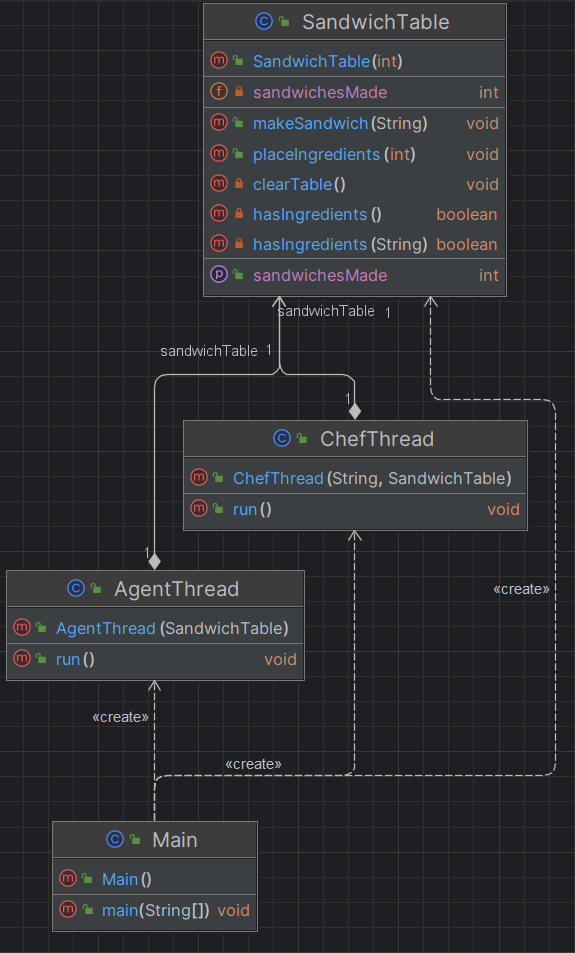 SandwichTable
SandwichTable(int)
sandwichesMade int
makeSandwich(String) void
placeIngredients(int) void
clearTable() void
hasIngredients() boolean
hasIngredients(String) boolean
sandwichesMade int
sandwichTable 1
sandwichTable 1
1
ChefThread
ChefThread(String, SandwichTable)
run() void
1
AgentThread
AgentThread(SandwichTable)
run() void
«create»
«create»
«create»
Main
Main()
main(String[]) void